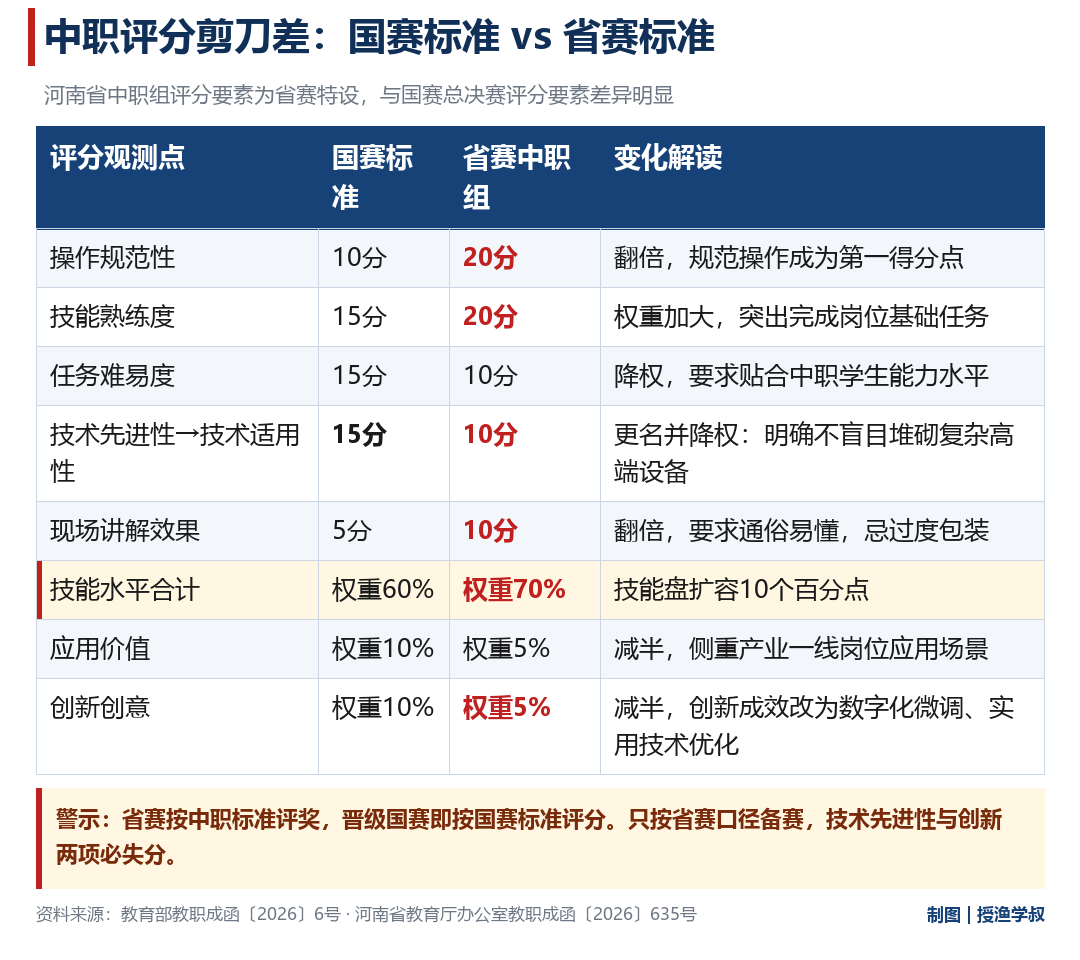 中职评分剪刀差：国赛标准 vs 省赛标准
河南省中职组评分要素为省赛特设，与国赛总决赛评分要素差异明显
评分观测点 国赛标准 省赛中职组 变化解读
操作规范性 10分 20分 翻倍，规范操作成为第一得分点
技能熟练度 15分 20分 权重加大，突出完成岗位基础任务
任务难易度 15分 10分 降权，要求贴合中职学生能力水平
技术先进性→技术适用性 15分 10分 更名并降权：明确不盲目堆砌复杂高端设备
现场讲解效果 5分 10分 翻倍，要求通俗易懂，忌过度包装
技能水平合计 权重60% 权重70% 技能盘扩容10个百分点
应用价值 权重10% 权重5% 减半，侧重产业一线岗位应用场景
创新创意 权重10% 权重5% 减半，创新成效改为数字化微调、实用技术优化
警示：省赛按中职标准评奖，晋级国赛即按国赛标准评分。只按省赛口径备赛，技术先进性与创新
两项必失分。
资料来源：教育部教职成函〔2026〕6号 · 河南省教育厅办公室教职成函〔2026〕635号
制图 | 授渔学叔